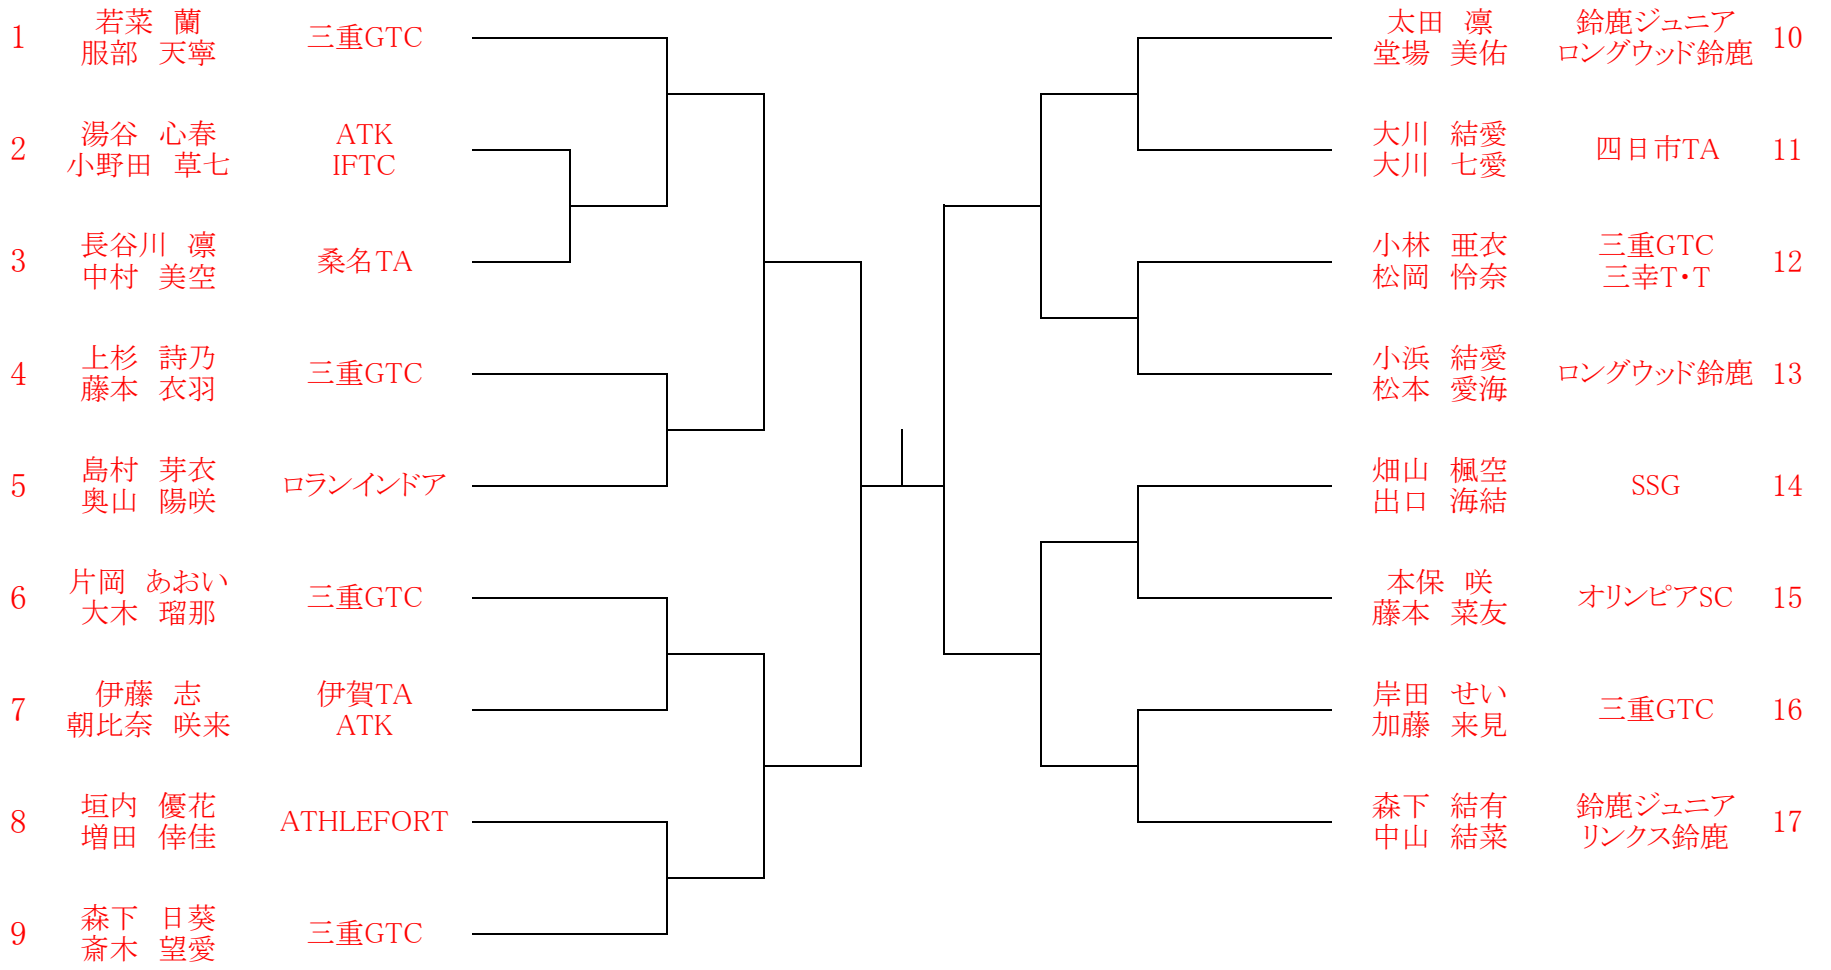 1 若菜 蘭 三重GTC
服部 天寧
2 湯谷 心春 ATK
小野田 草七 IFTC
3 長谷川 凛 桑名TA
中村 美空
4 上杉 詩乃 三重GTC
藤本 衣羽
5 島村 芽衣 ロランインドア
奥山 陽咲
6 片岡 あおい 三重GTC
大木 瑠那
7 伊藤 志 伊賀TA
朝比奈 咲来 ATK
8 垣内 優花 ATHLEFORT
増田 倖佳
9 森下 日葵 三重GTC
斎木 望愛
太田 凛 鈴鹿ジュニア 10
堂場 美佑 ロングウッド鈴鹿
大川 結愛 四日市TA 11
大川 七愛
小林 亜衣 三重GTC 12
松岡 怜奈 三幸T・T
小浜 結愛 ロングウッド鈴鹿 13
松本 愛海
畑山 楓空 SSG 14
出口 海結
本保 咲 オリンピアSC 15
藤本 菜友
岸田 せい 三重GTC 16
加藤 来見
森下 結有 鈴鹿ジュニア 17
中山 結菜 リンクス鈴鹿